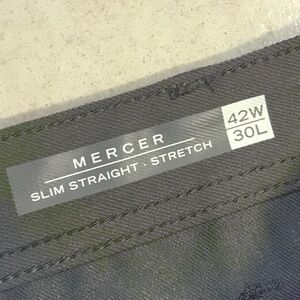 MERCER
SLIM STRAIGHT · STRETCH
42W
30L